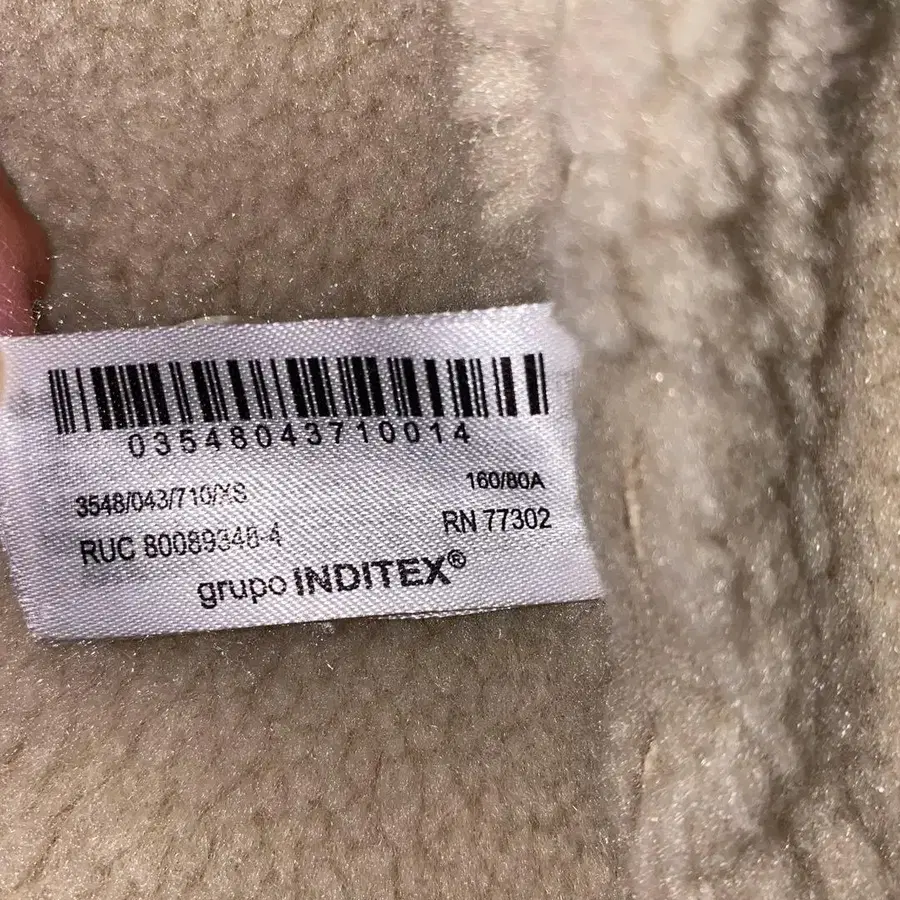 03548043710014
3548/043/710/XS
160/80A
RUC 80089348-4
RN 77302
grupo INDITEX®